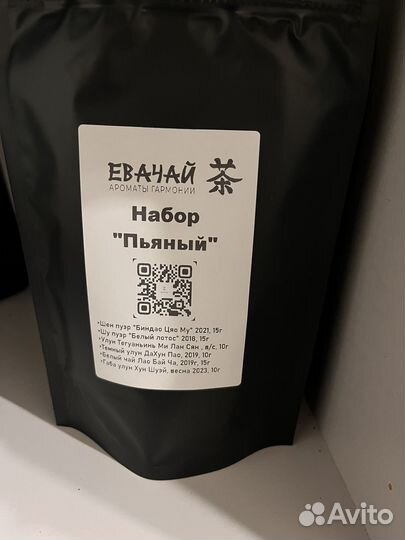 ЕВАЧАЙ 茶
АРОМАТЫ ГАРМОНИИ
Набор
"Пьяный"
•Шен пуэр "Биндао Цяо Му" 2021, 15г
•Шу пуэр "Белый лотос" 2018, 15г
•Улун Тегуаньинь Ми Лан Сян , в/с, 10г
•Темный улун ДаХун Пао, 2019, 10г
•Белый чай Лао Бай Ча, 2019г, 15г
•Габа улун Хун Шуэй, весна 2023, 10г
Avito